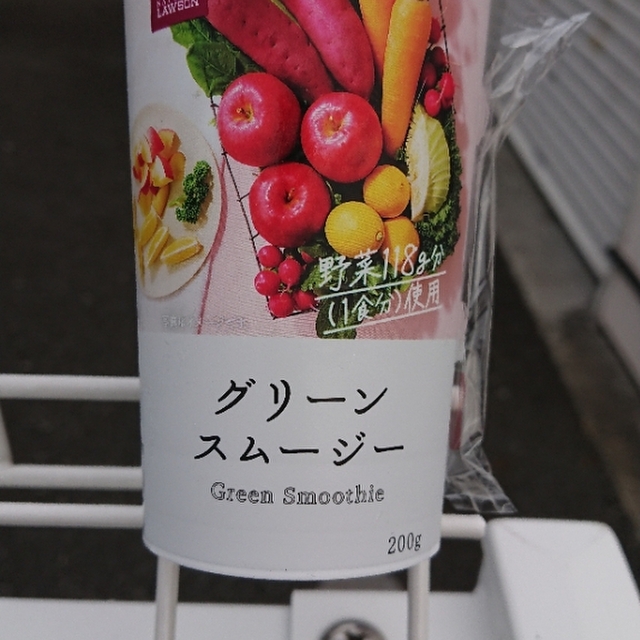 LAWSON
野菜118g分
(1食分)使用
グリーン
スムージー
Green Smoothie
200g